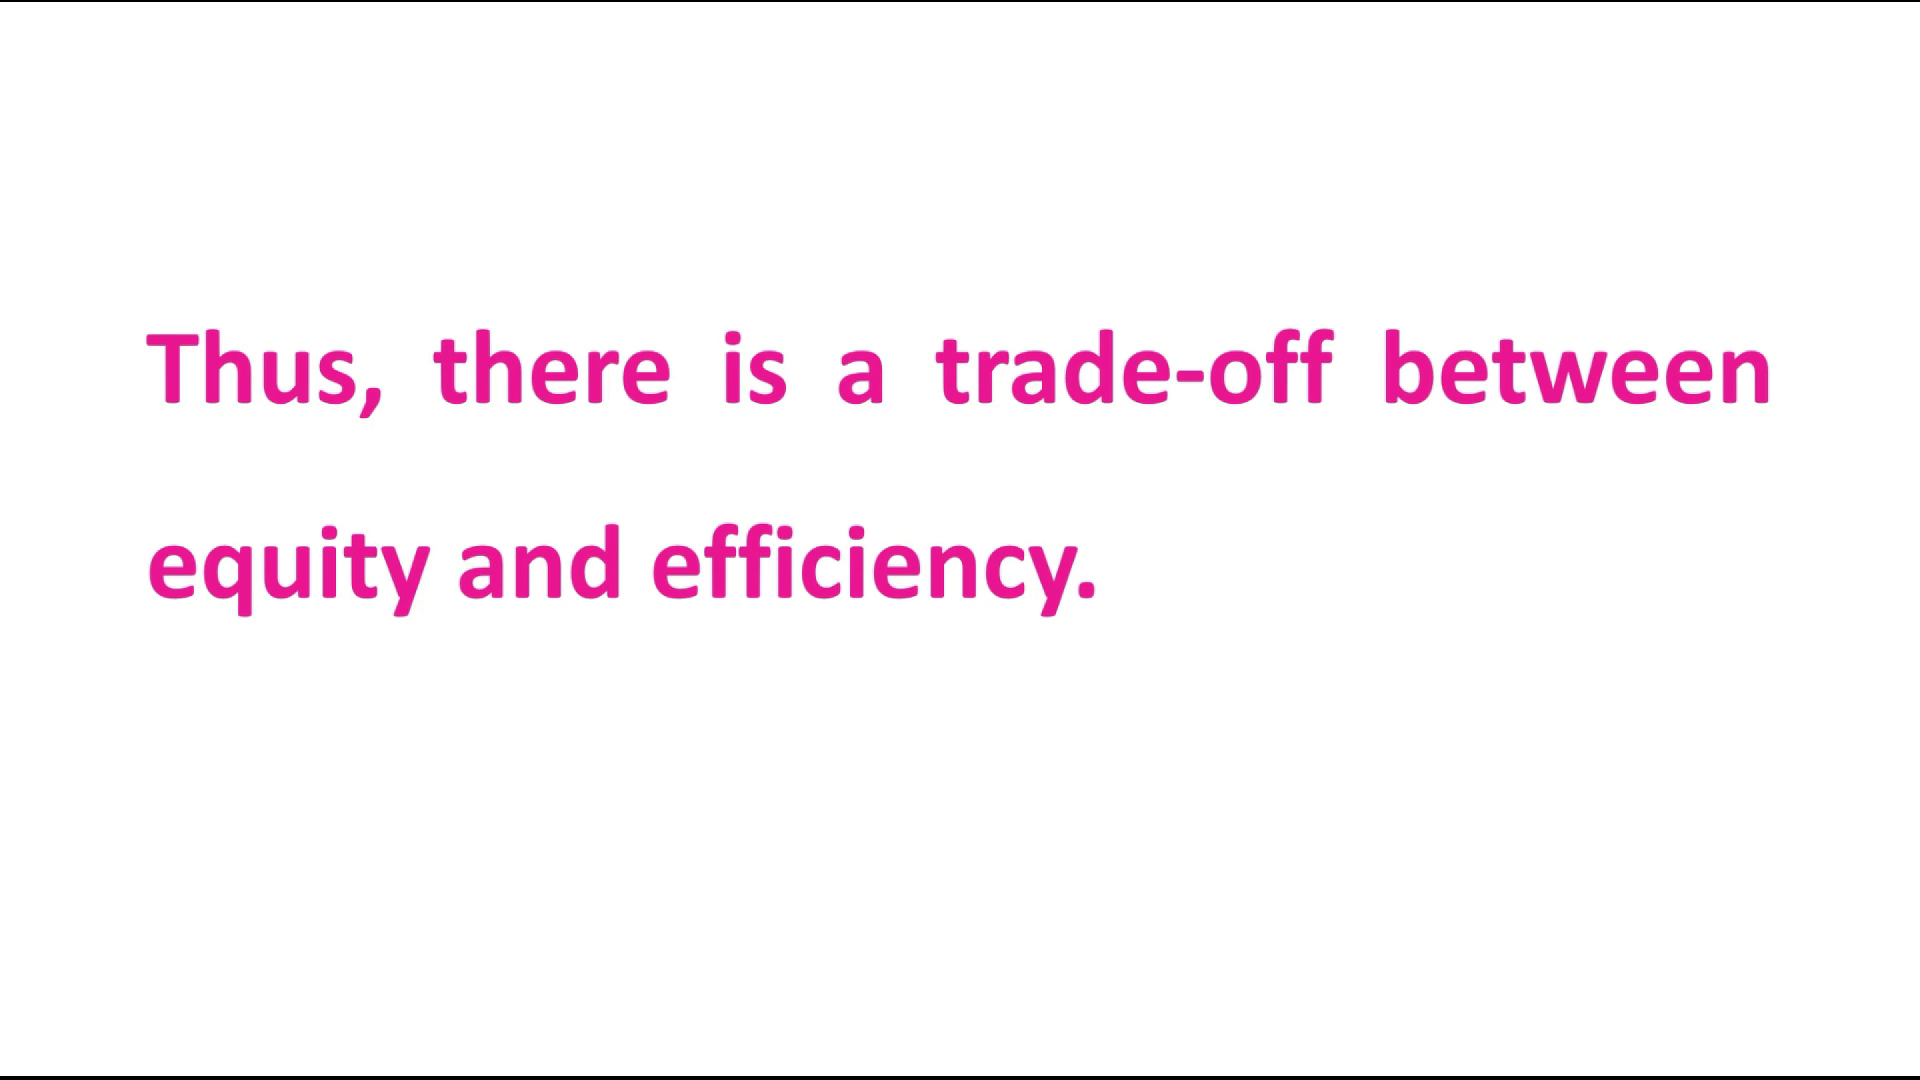 Thus, there is a trade-off between
equity and efficiency.